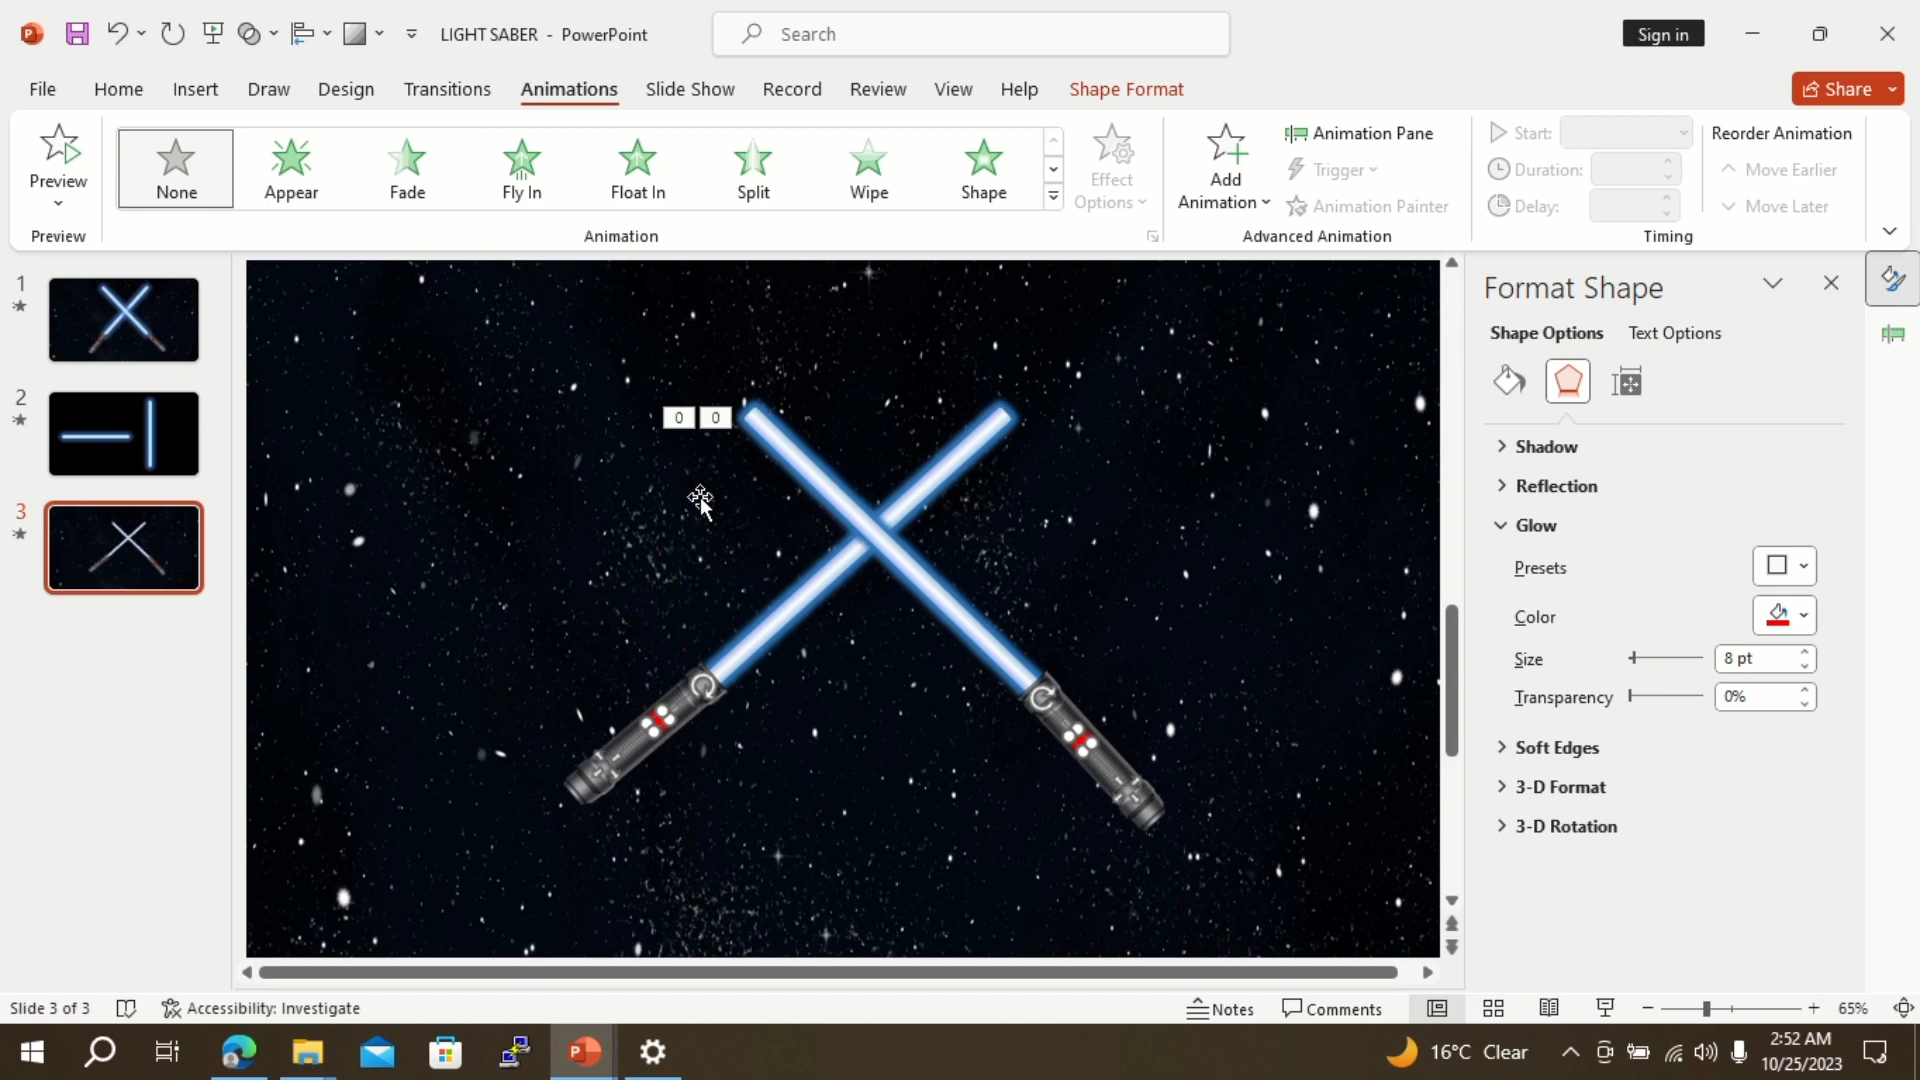 LIGHT SABER - PowerPoint
Search
Sign in
File Home Insert Draw Design Transitions Animations Slide Show Record Review View Help Shape Format
Share
Preview
Preview
None
Appear
Fade
Fly In
Float In
Split
Wipe
Shape
Animation
Effect
Options
Add
Animation
Animation Pane
Trigger
Animation Painter
Advanced Animation
Start:
Duration:
Delay:
Reorder Animation
Move Earlier
Move Later
Timing
1
2
3
0 0
Format Shape
Shape Options Text Options
Shadow
Reflection
Glow
Presets
Color
Size 8 pt
Transparency 0%
Soft Edges
3-D Format
3-D Rotation
Slide 3 of 3
Accessibility: Investigate
Notes
Comments
65%
16°C Clear
2:52 AM
10/25/2023